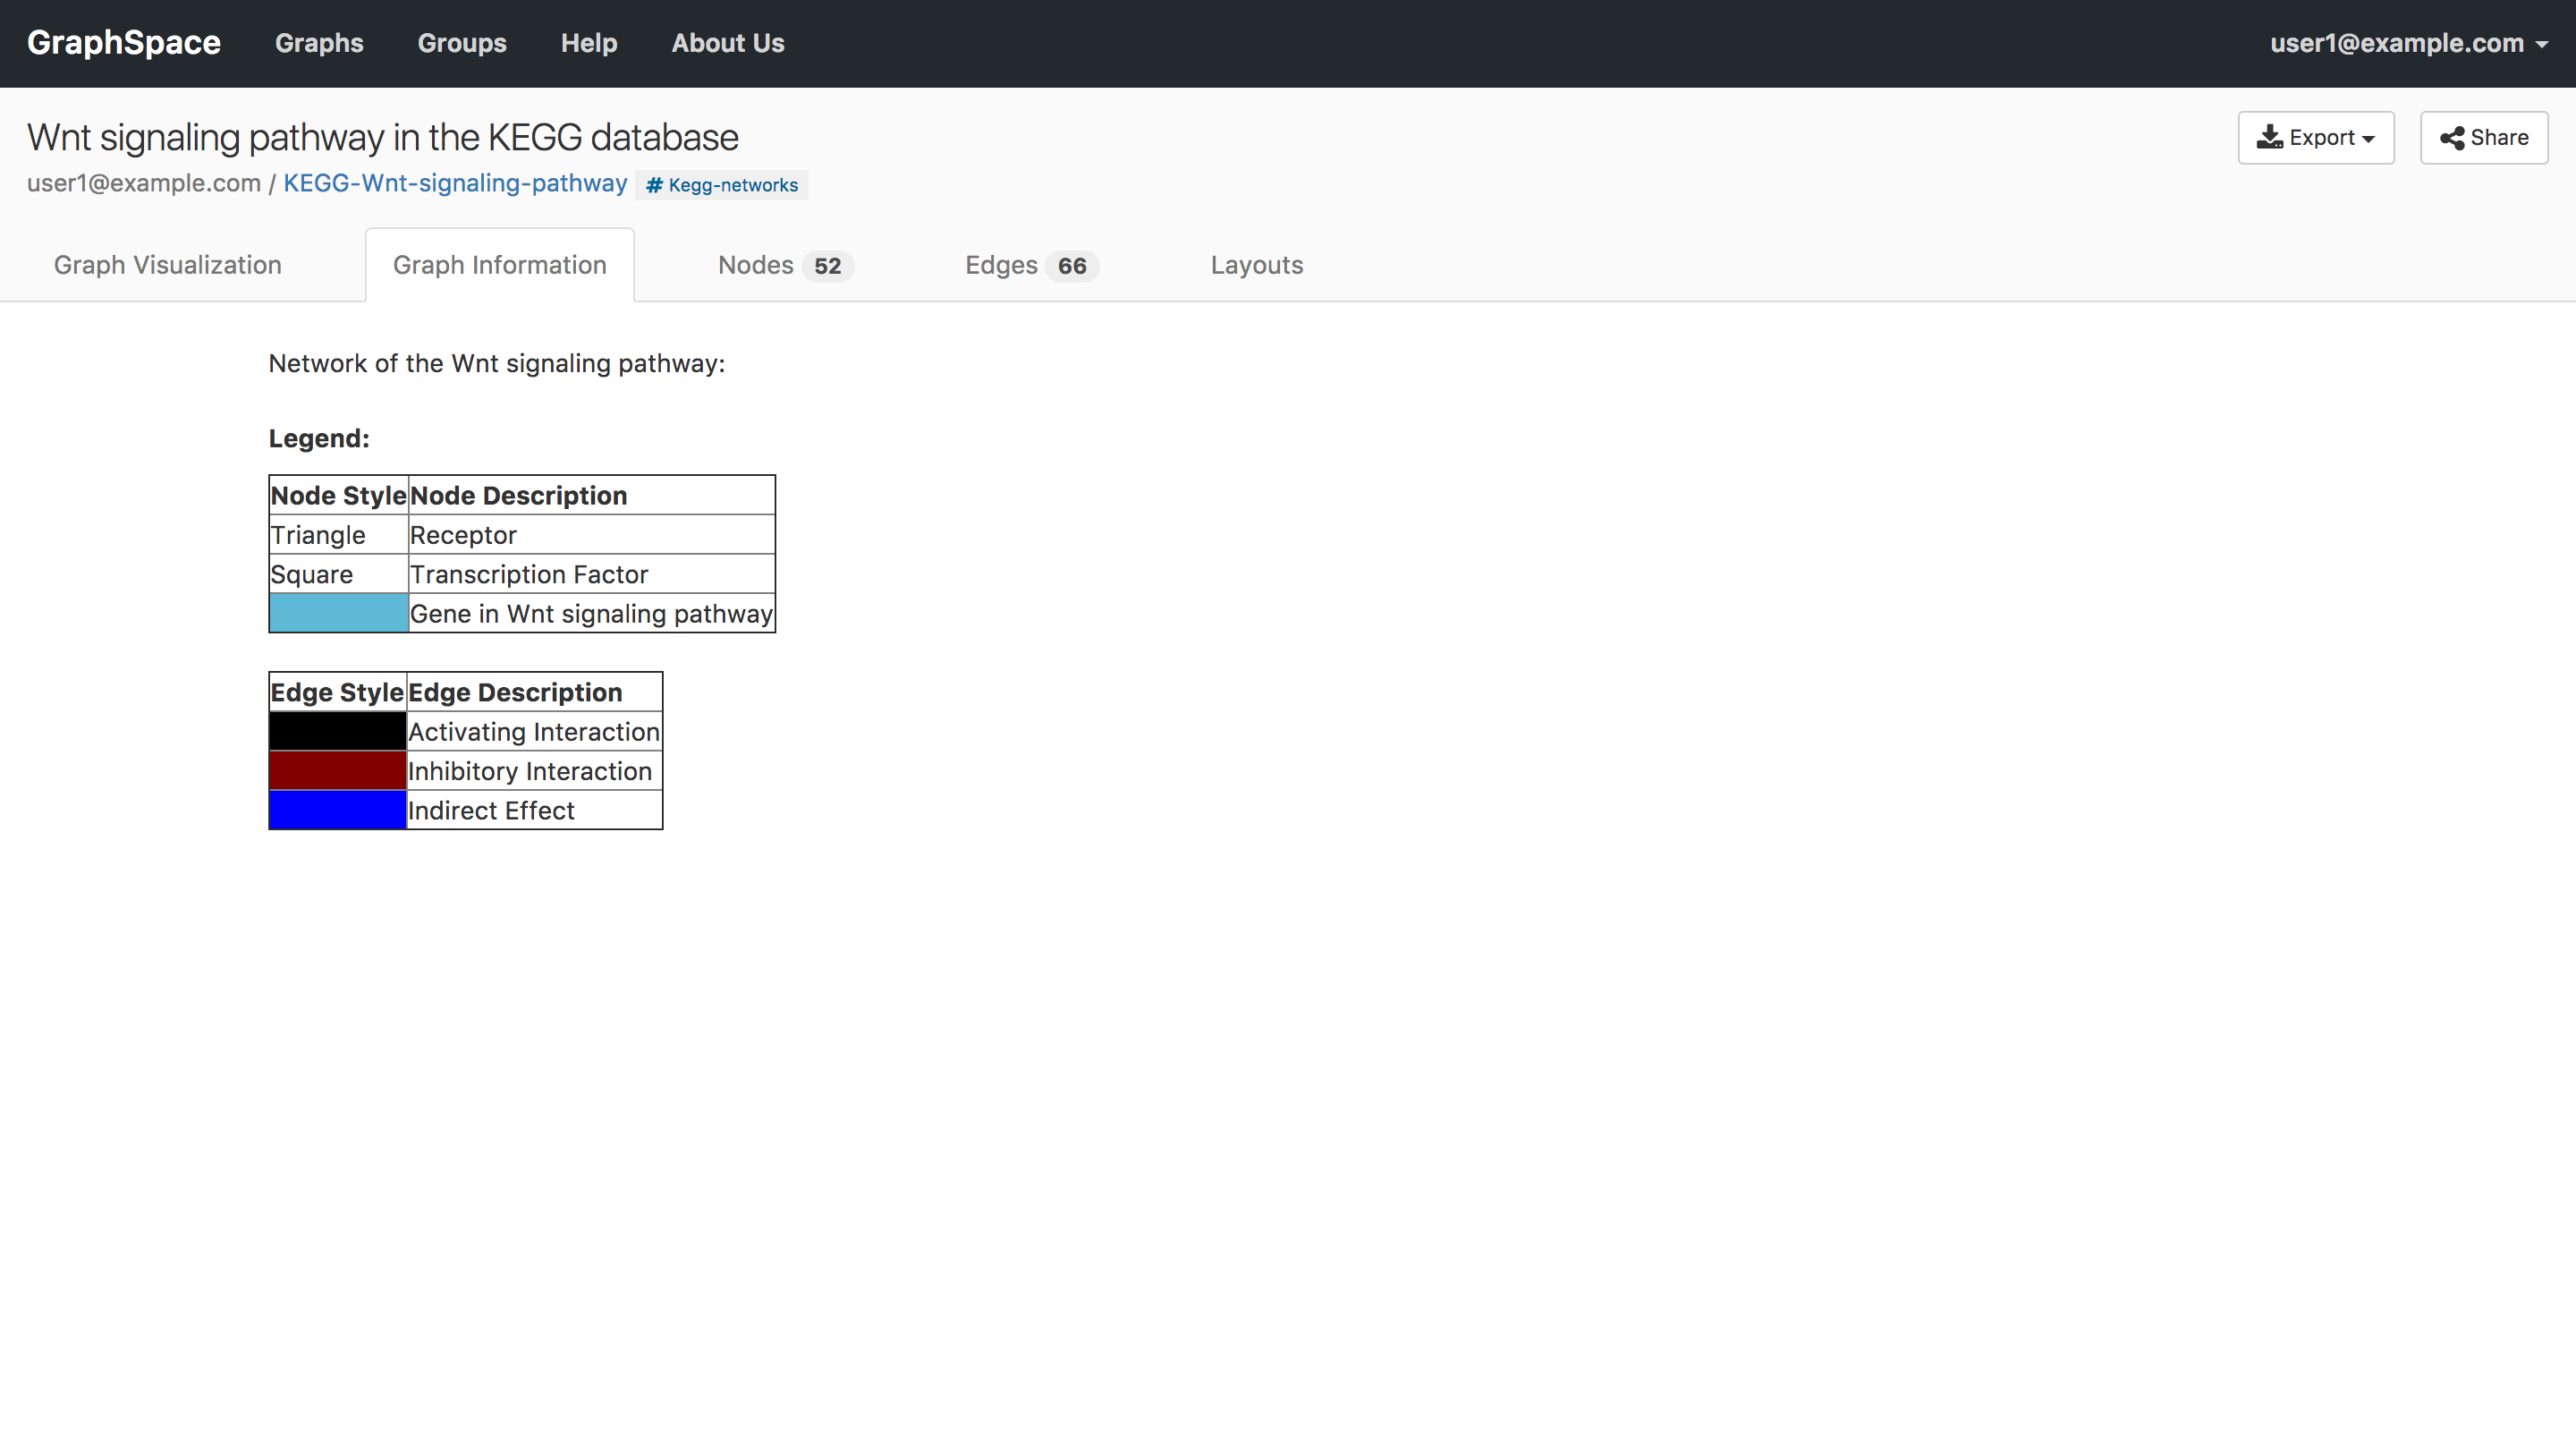 GraphSpace Graphs Groups Help About Us user1@example.com
Wnt signaling pathway in the KEGG database Export Share
user1@example.com / KEGG-Wnt-signaling-pathway # Kegg-networks
Graph Visualization Graph Information Nodes 52 Edges 66 Layouts
Network of the Wnt signaling pathway:
Legend:
Node Style Node Description
Triangle Receptor
Square Transcription Factor
Gene in Wnt signaling pathway
Edge Style Edge Description
Activating Interaction
Inhibitory Interaction
Indirect Effect